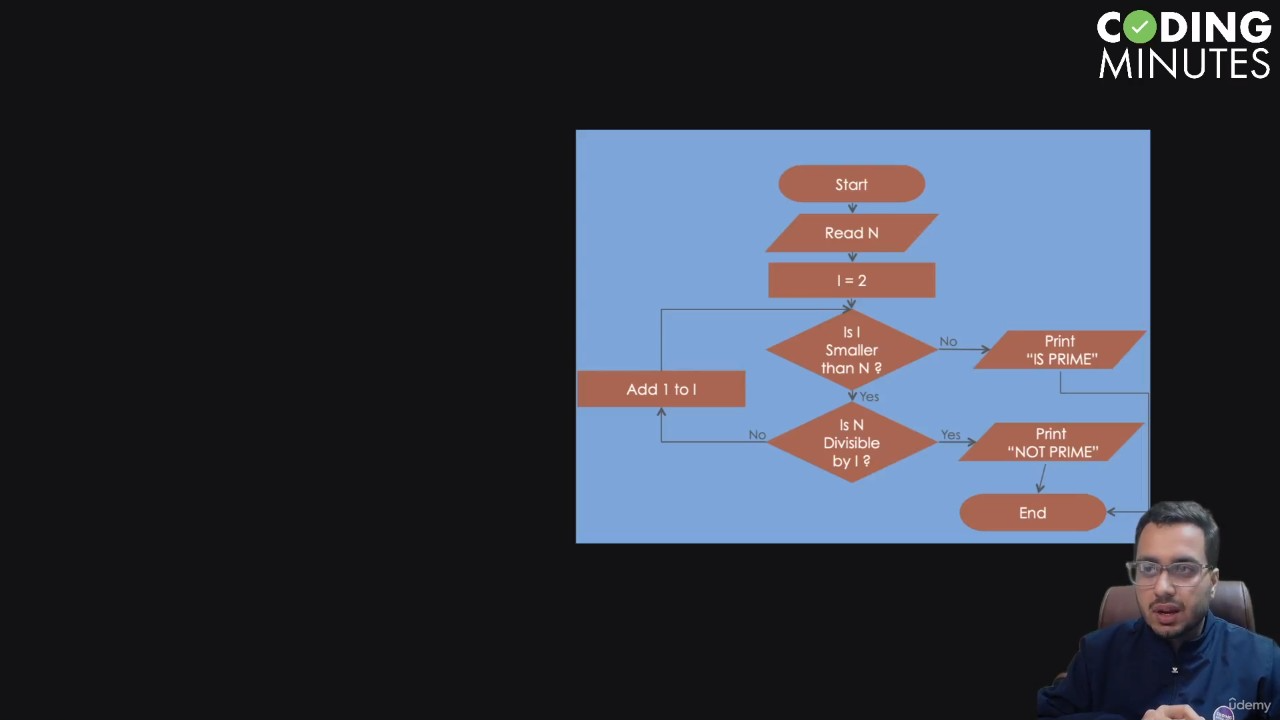 CODING
MINUTES
Start
Read N
I = 2
Is I
Smaller
than N ?
No
Print
“IS PRIME”
Add 1 to I
Yes
Is N
Divisible
by I ?
No
Yes
Print
“NOT PRIME”
End
udemy